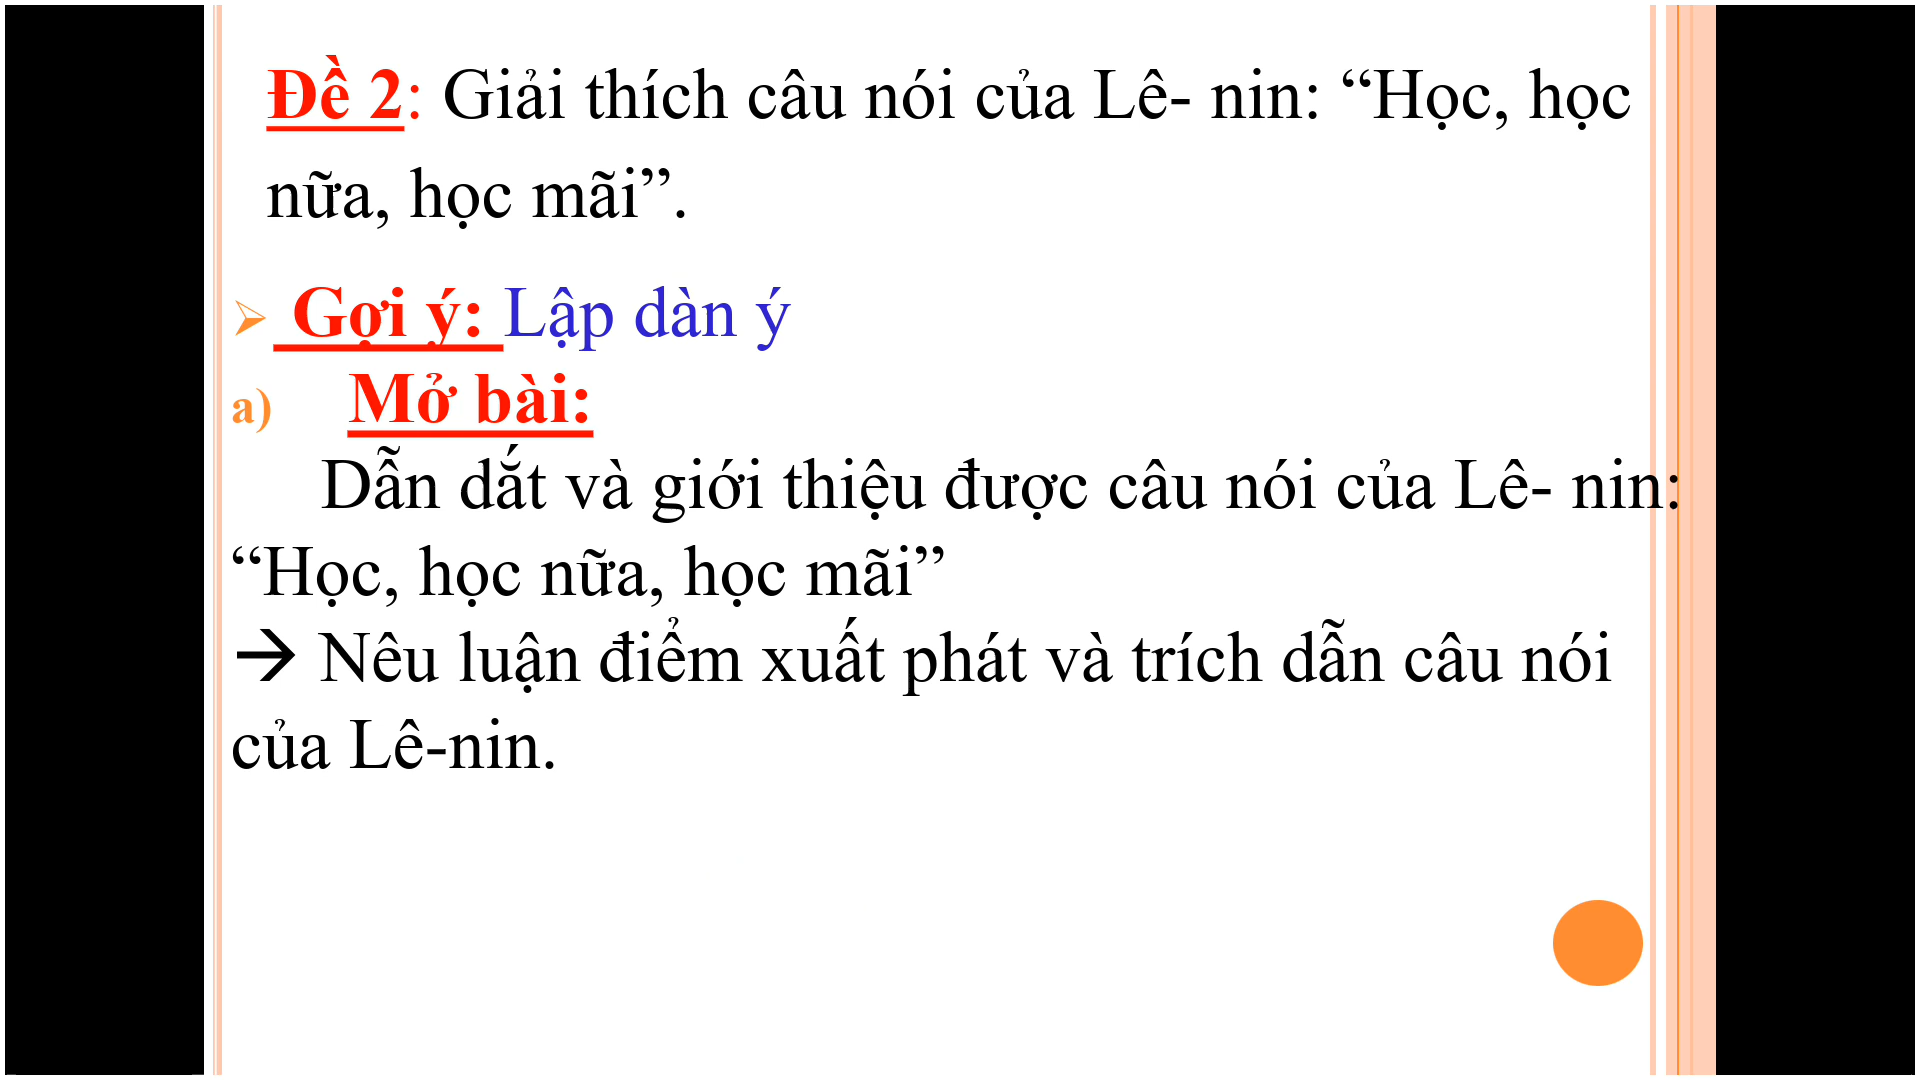 Đề 2: Giải thích câu nói của Lê- nin: “Học, học
nữa, học mãi”.
➢ Gợi ý: Lập dàn ý
a) Mở bài:
Dẫn dắt và giới thiệu được câu nói của Lê- nin:
“Học, học nữa, học mãi”
→ Nêu luận điểm xuất phát và trích dẫn câu nói
của Lê-nin.